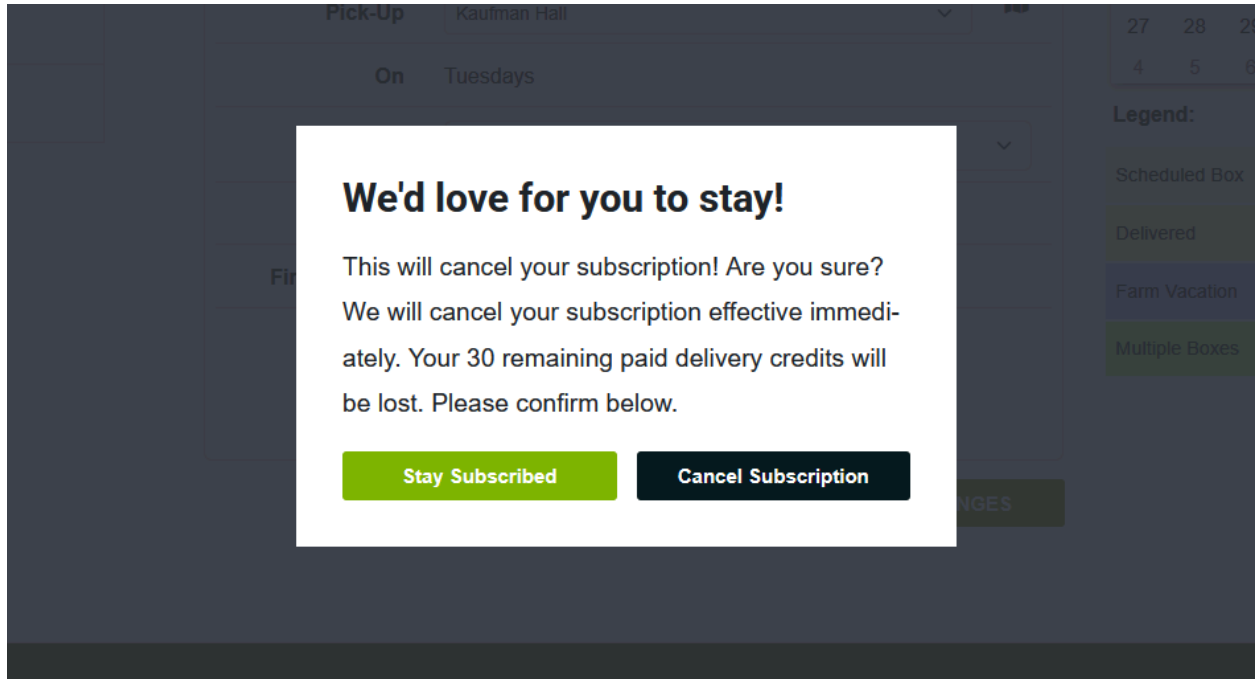 Pick-Up Kaufman Hall
27 28
On Tuesdays
4 5 6
Legend:
Scheduled Box
Delivered
Farm Vacation
Multiple Boxes
We'd love for you to stay!
This will cancel your subscription! Are you sure?
We will cancel your subscription effective immedi-
ately. Your 30 remaining paid delivery credits will
be lost. Please confirm below.
Stay Subscribed Cancel Subscription